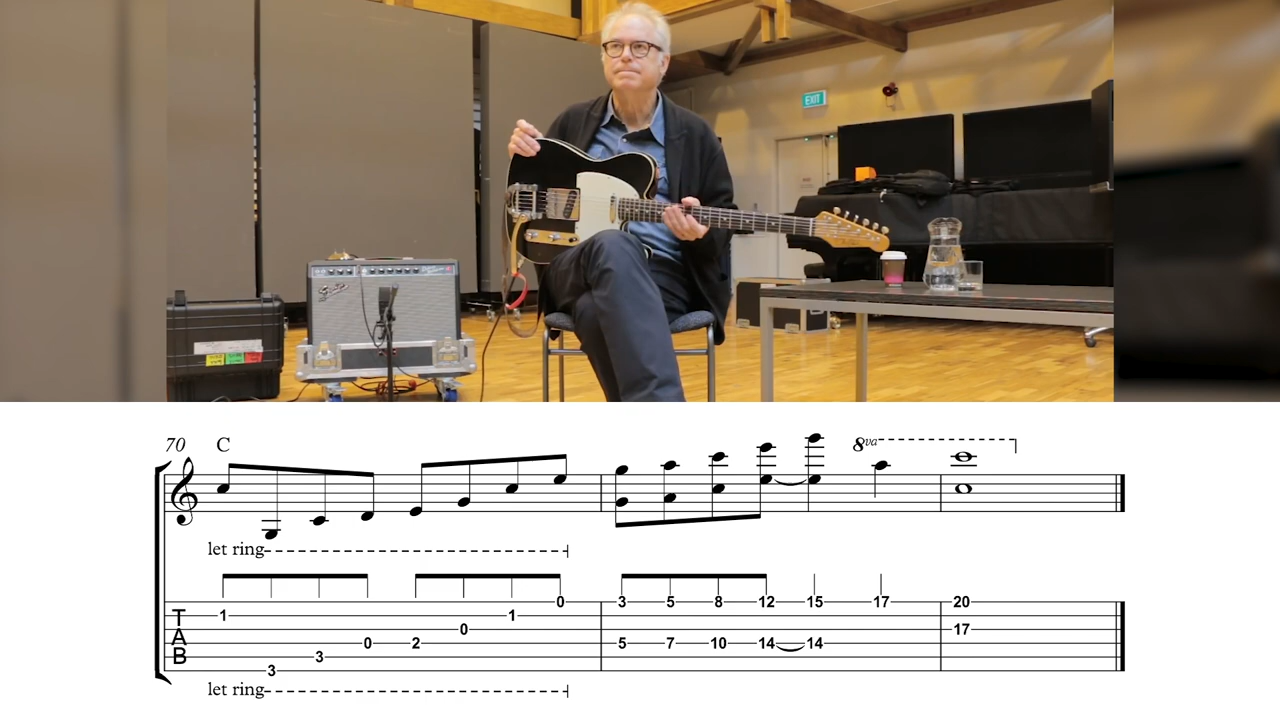 EXIT
Fender
70 C 8va
let ring
1 0
3 5 8 12 15 17 20
1
0 17
0 2 5 7 10 14 14
3
3
T
A
B
let ring